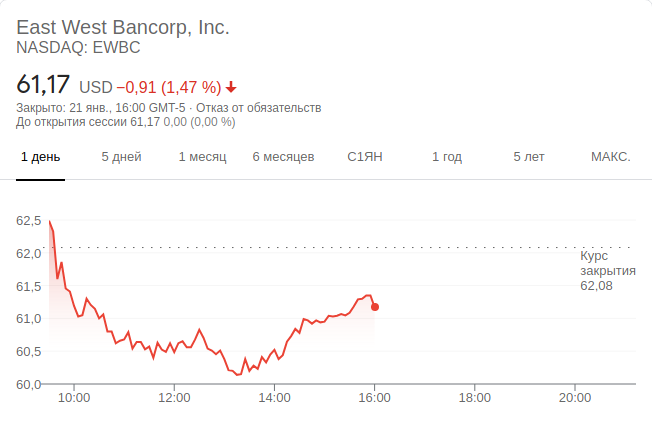 East West Bancorp, Inc.
NASDAQ: EWBC
61,17 USD −0,91 (1,47 %)
Закрыто: 21 янв., 16:00 GMT-5 · Отказ от обязательств
До открытия сессии 61,17 0,00 (0,00 %)
1 день 5 дней 1 месяц 6 месяцев С1ЯН 1 год 5 лет МАКС.
62,5
62,0
Курс
закрытия
62,08
61,5
61,0
60,5
60,0
10:00 12:00 14:00 16:00 18:00 20:00